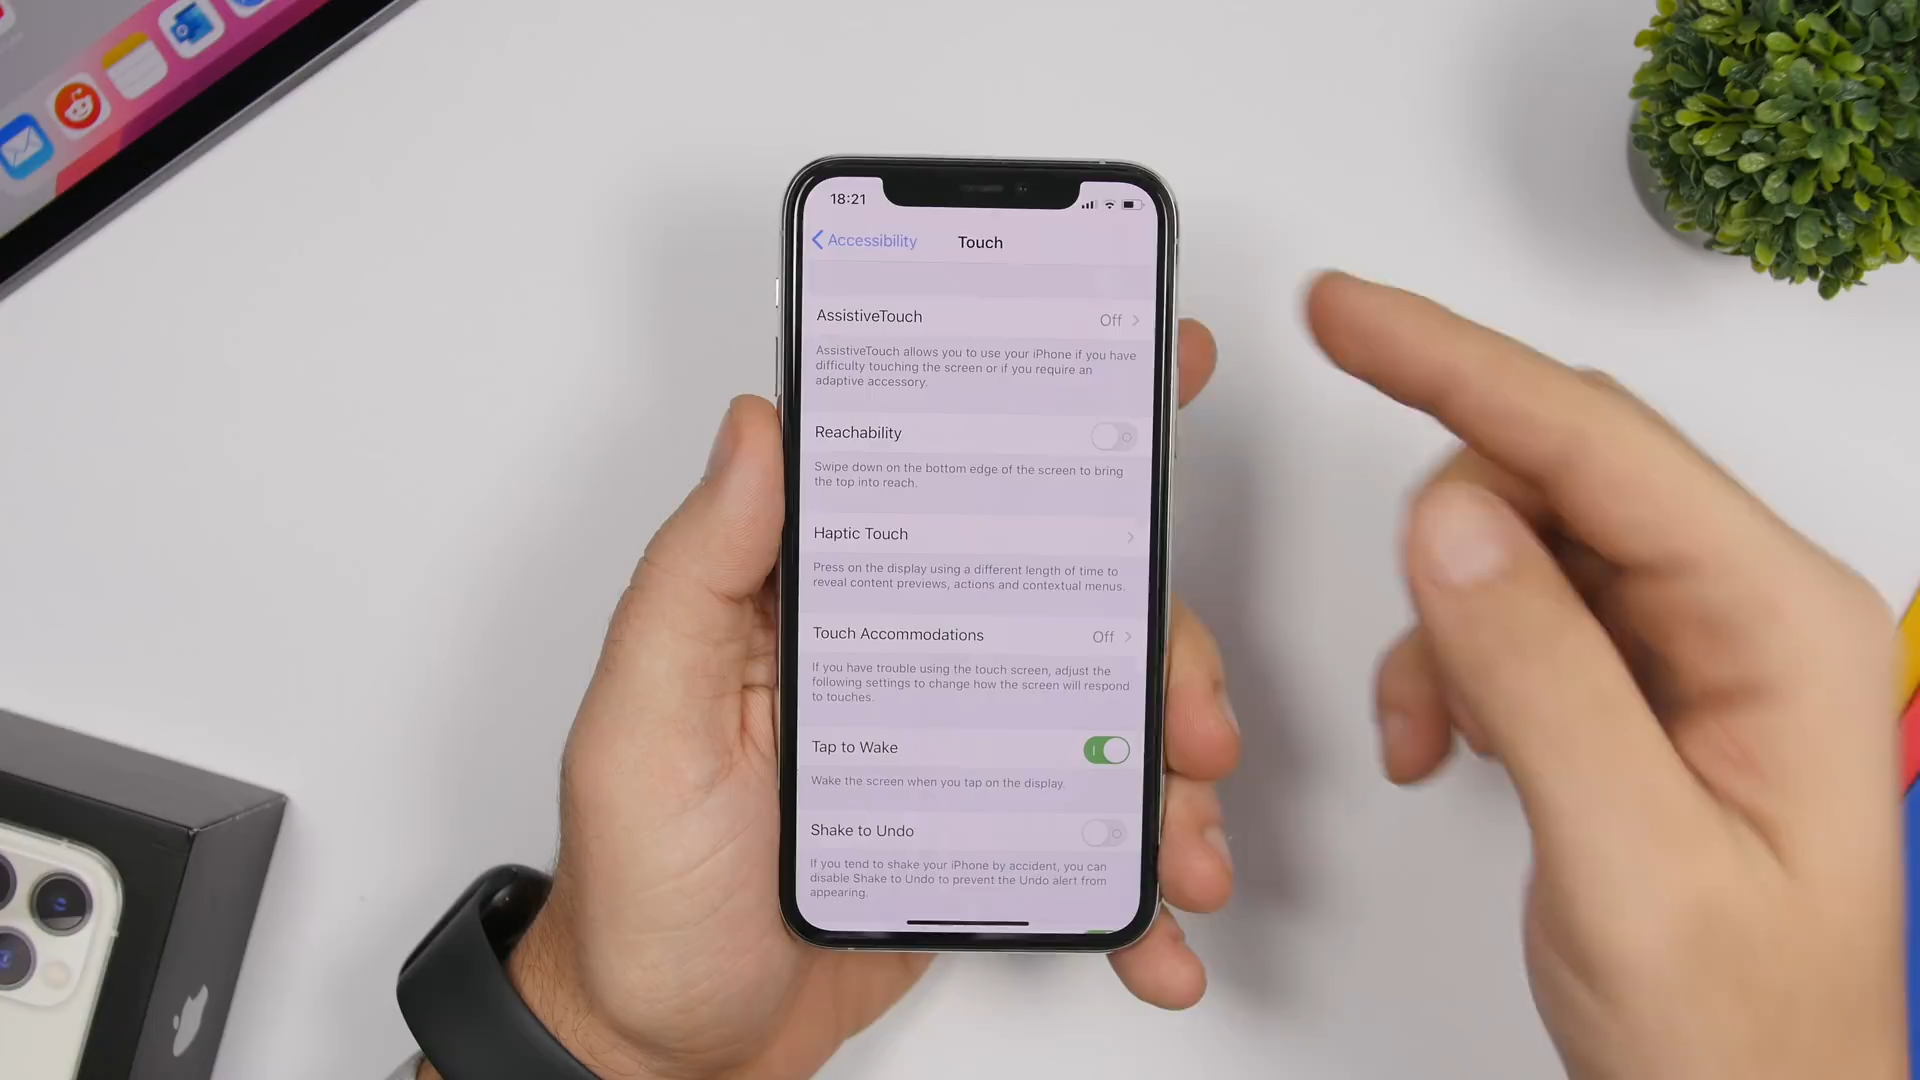 18:21
Accessibility
Touch
AssistiveTouch
Off
AssistiveTouch allows you to use your iPhone if you have
difficulty touching the screen or if you require an
adaptive accessory.
Reachability
Swipe down on the bottom edge of the screen to bring
the top into reach.
Haptic Touch
Press on the display using a different length of time to
reveal content previews, actions and contextual menus.
Touch Accommodations
Off
If you have trouble using the touch screen, adjust the
following settings to change how the screen will respond
to touches.
Tap to Wake
Wake the screen when you tap on the display.
Shake to Undo
If you tend to shake your iPhone by accident, you can
disable Shake to Undo to prevent the Undo alert from
appearing.